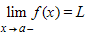 lim f(x) = L
x→a−